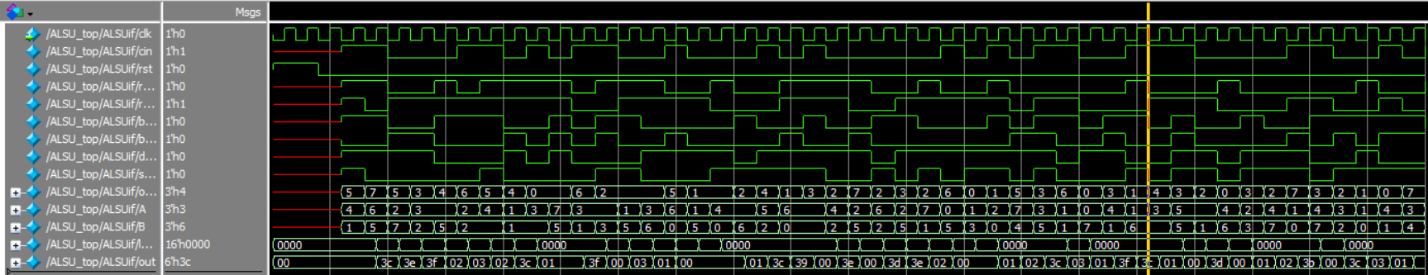 Msgs
/ALSU_top/ALSUif/clk 1'h0
/ALSU_top/ALSUif/cin 1'h1
/ALSU_top/ALSUif/rst 1'h0
/ALSU_top/ALSUif/r... 1'h0
/ALSU_top/ALSUif/r... 1'h1
/ALSU_top/ALSUif/b... 1'h0
/ALSU_top/ALSUif/b... 1'h0
/ALSU_top/ALSUif/d... 1'h0
/ALSU_top/ALSUif/s... 1'h0
/ALSU_top/ALSUif/o... 3'h4 5 7 5 3 4 6 5 4 0 6 2 5 1 2 4 1 3 2 7 2 3 2 6 0 1 5 3 6 0 3 1 4 3 2 0 3 2 7 3 2 1 0 7
/ALSU_top/ALSUif/A 3'h3 4 6 2 3 2 4 1 3 7 3 1 3 6 1 4 5 6 4 2 6 2 7 0 1 2 7 3 1 0 4 1 3 5 4 2 4 1 4 3 1 4 3
/ALSU_top/ALSUif/B 3'h6 1 5 7 2 5 2 1 5 1 3 5 6 0 5 0 6 2 0 2 5 2 5 1 5 3 0 4 5 1 7 1 6 5 1 6 3 7 0 7 2 0 1 4
/ALSU_top/ALSUif/l... 16'h0000 0000 0000 0000 0000 0000 0000 0000
/ALSU_top/ALSUif/out 6'h3c 00 3c 3e 3f 02 03 02 3c 01 3f 00 03 01 00 01 3c 39 00 3e 00 3d 3e 02 00 01 02 3c 03 01 3f 3c 01 00 3d 00 01 02 3b 00 3c 03 01